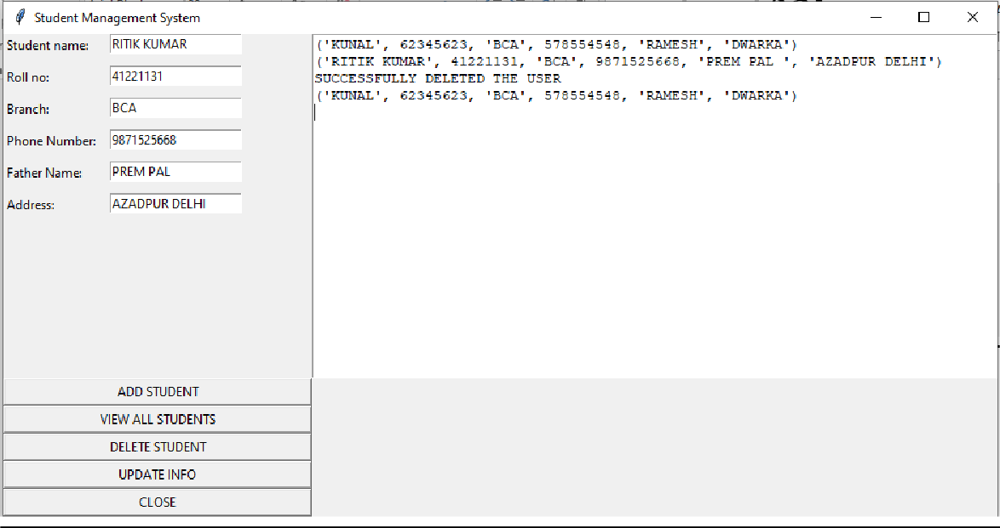 Student Management System
Student name: RITIK KUMAR
Roll no: 41221131
Branch: BCA
Phone Number: 9871525668
Father Name: PREM PAL
Address: AZADPUR DELHI
('KUNAL', 62345623, 'BCA', 578554548, 'RAMESH', 'DWARKA')
('RITIK KUMAR', 41221131, 'BCA', 9871525668, 'PREM PAL ', 'AZADPUR DELHI')
SUCCESSFULLY DELETED THE USER
('KUNAL', 62345623, 'BCA', 578554548, 'RAMESH', 'DWARKA')
ADD STUDENT
VIEW ALL STUDENTS
DELETE STUDENT
UPDATE INFO
CLOSE